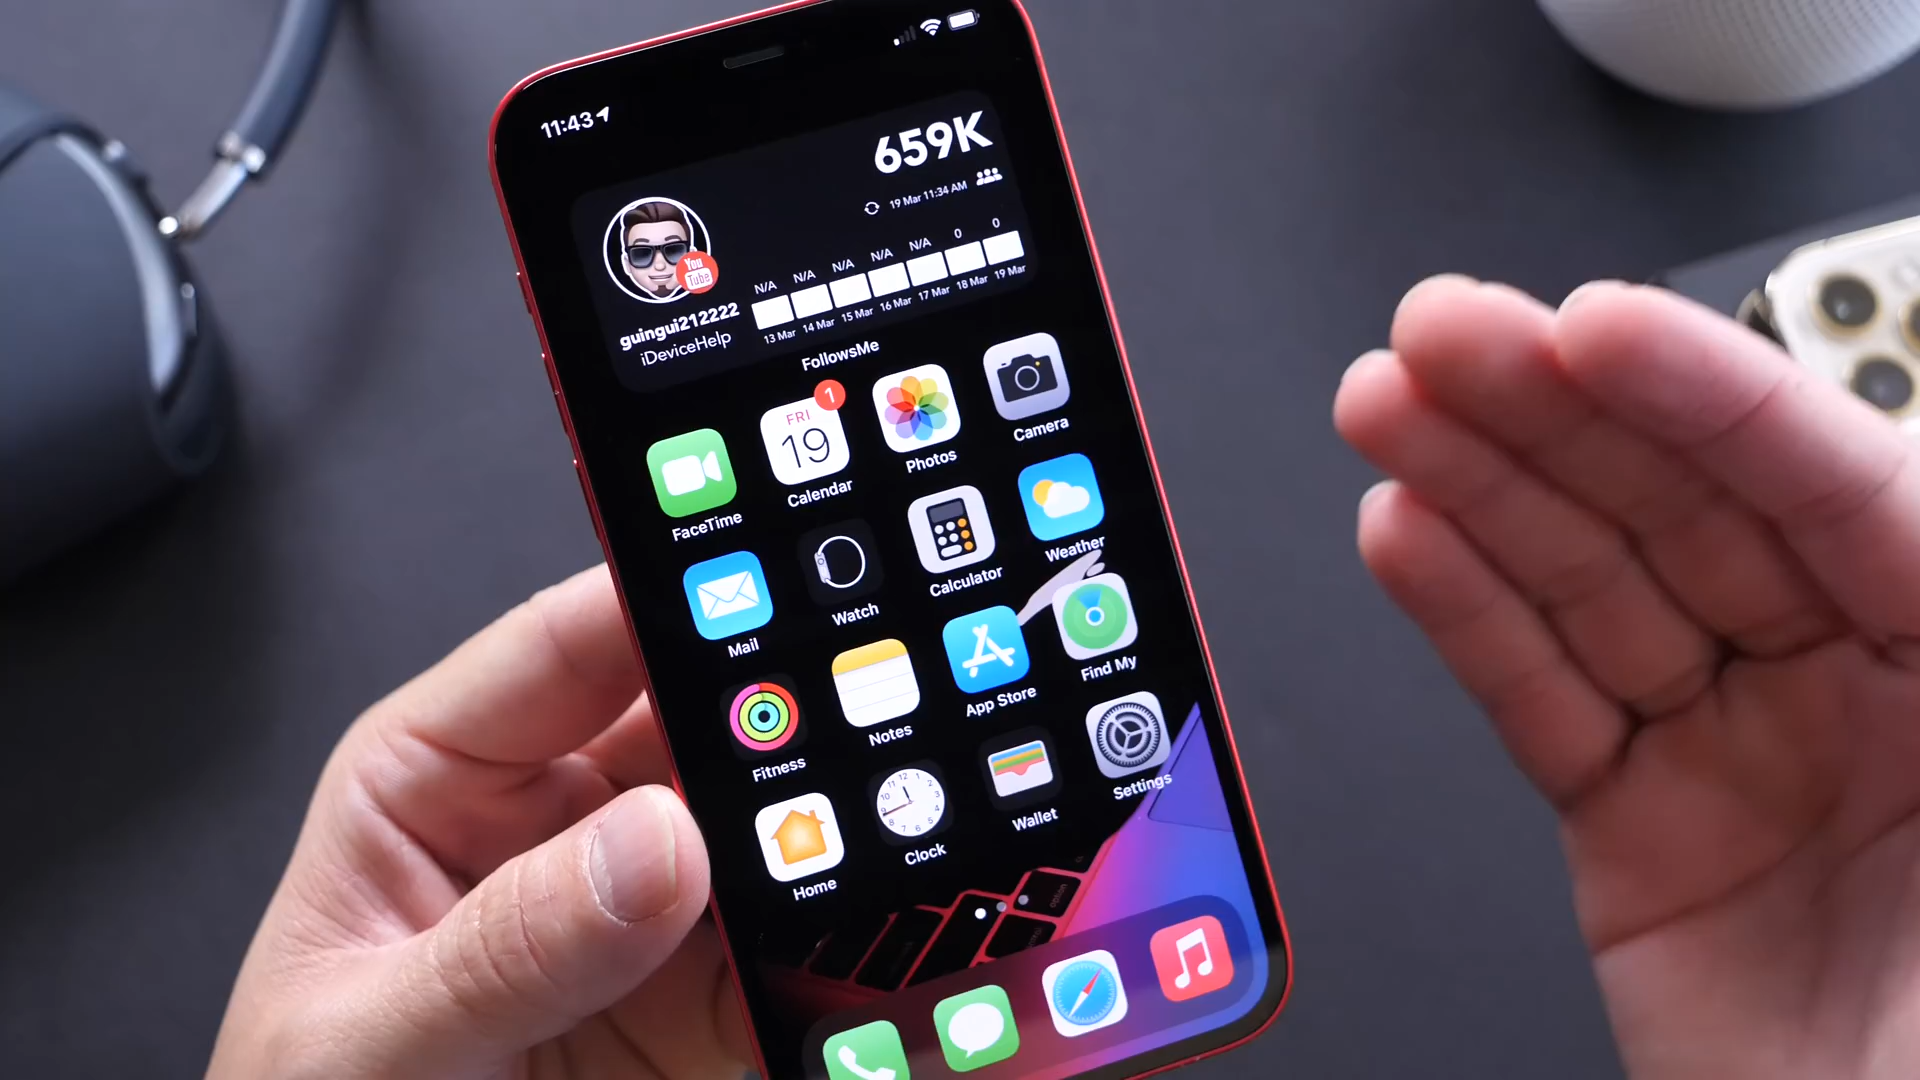 11:43
659K
19 Mar 11:34 AM
You
Tube
guingui212222
iDeviceHelp
N/A N/A N/A N/A N/A 0 0
13 Mar 14 Mar 15 Mar 16 Mar 17 Mar 18 Mar 19 Mar
FollowsMe
FRI
19
1
FaceTime Calendar Photos Camera
Mail Watch Calculator Weather
Fitness Notes App Store Find My
Home Clock Wallet Settings
option